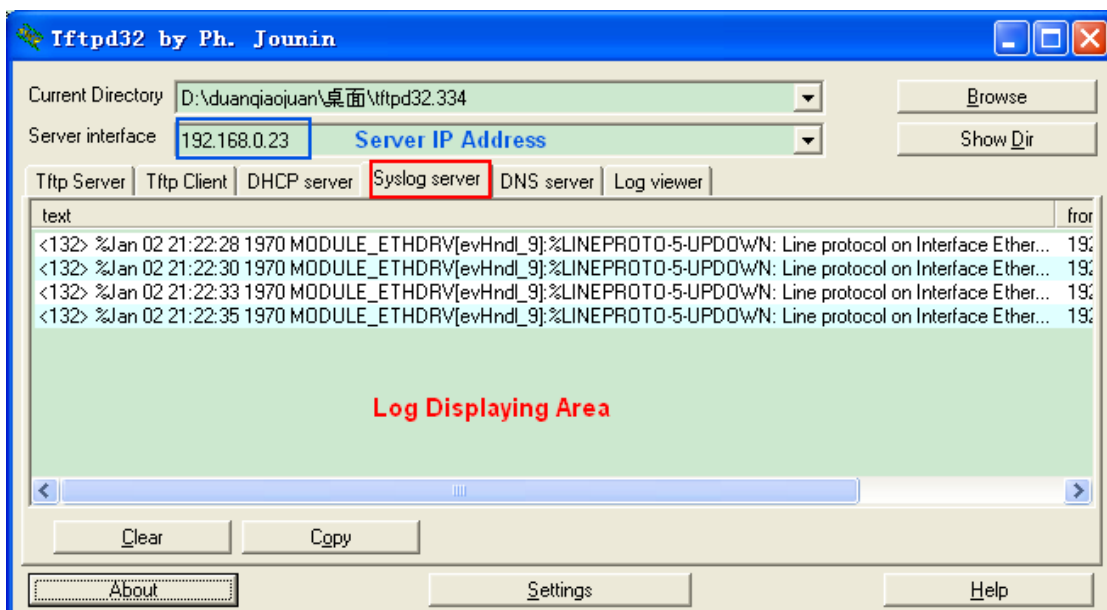 Tftpd32 by Ph. Jounin
Current Directory D:\duanqiaojuan\桌面\tftpd32.334 Browse
Server interface 192.168.0.23 Server IP Address Show Dir
Tftp Server Tftp Client DHCP server Syslog server DNS server Log viewer
text fror
<132> %Jan 02 21:22:28 1970 MODULE_ETHDRV[evHndl_9]:%LINEPROTO-5-UPDOWN: Line protocol on Interface Ether... 192
<132> %Jan 02 21:22:30 1970 MODULE_ETHDRV[evHndl_9]:%LINEPROTO-5-UPDOWN: Line protocol on Interface Ether... 192
<132> %Jan 02 21:22:33 1970 MODULE_ETHDRV[evHndl_9]:%LINEPROTO-5-UPDOWN: Line protocol on Interface Ether... 192
<132> %Jan 02 21:22:35 1970 MODULE_ETHDRV[evHndl_9]:%LINEPROTO-5-UPDOWN: Line protocol on Interface Ether... 192
Log Displaying Area
Clear Copy
About Settings Help